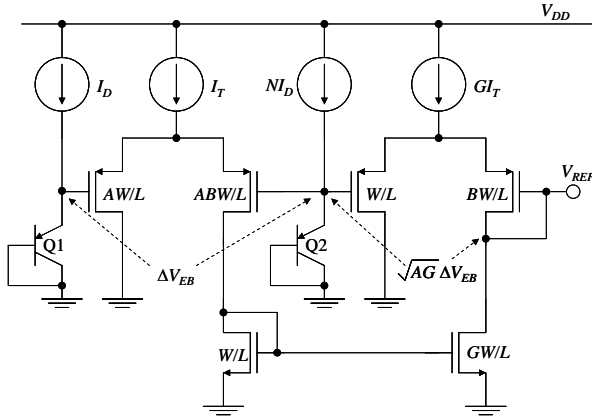 V_DD
I_D
I_T
NI_D
GI_T
AW/L
ABW/L
W/L
BW/L
V_REF
Q1
ΔV_EB
Q2
√AG ΔV_EB
W/L
GW/L